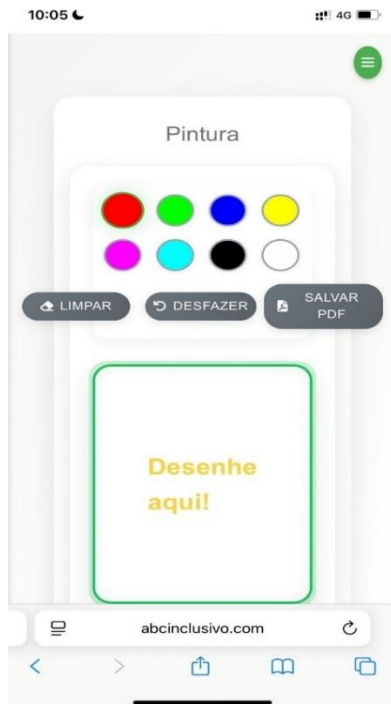 10:05
4G
Pintura
LIMPAR
DESFAZER
SALVAR
PDF
Desenhe
aqui!
abcinclusivo.com